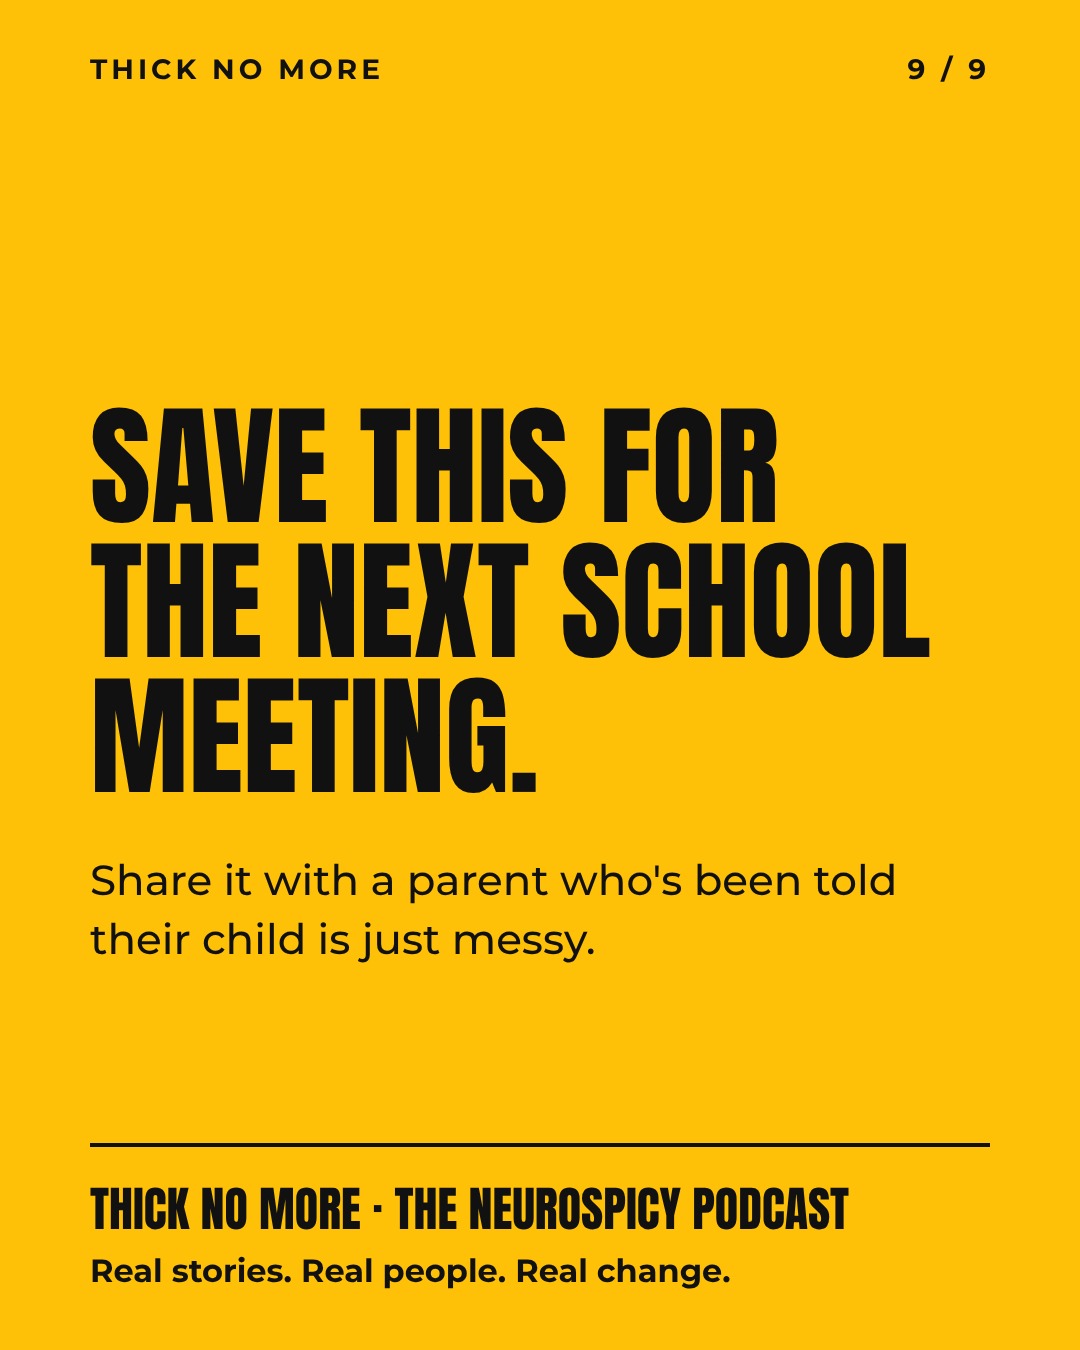 THICK NO MORE
9 / 9
SAVE THIS FOR
THE NEXT SCHOOL
MEETING.
Share it with a parent who's been told
their child is just messy.
THICK NO MORE · THE NEUROSPICY PODCAST
Real stories. Real people. Real change.